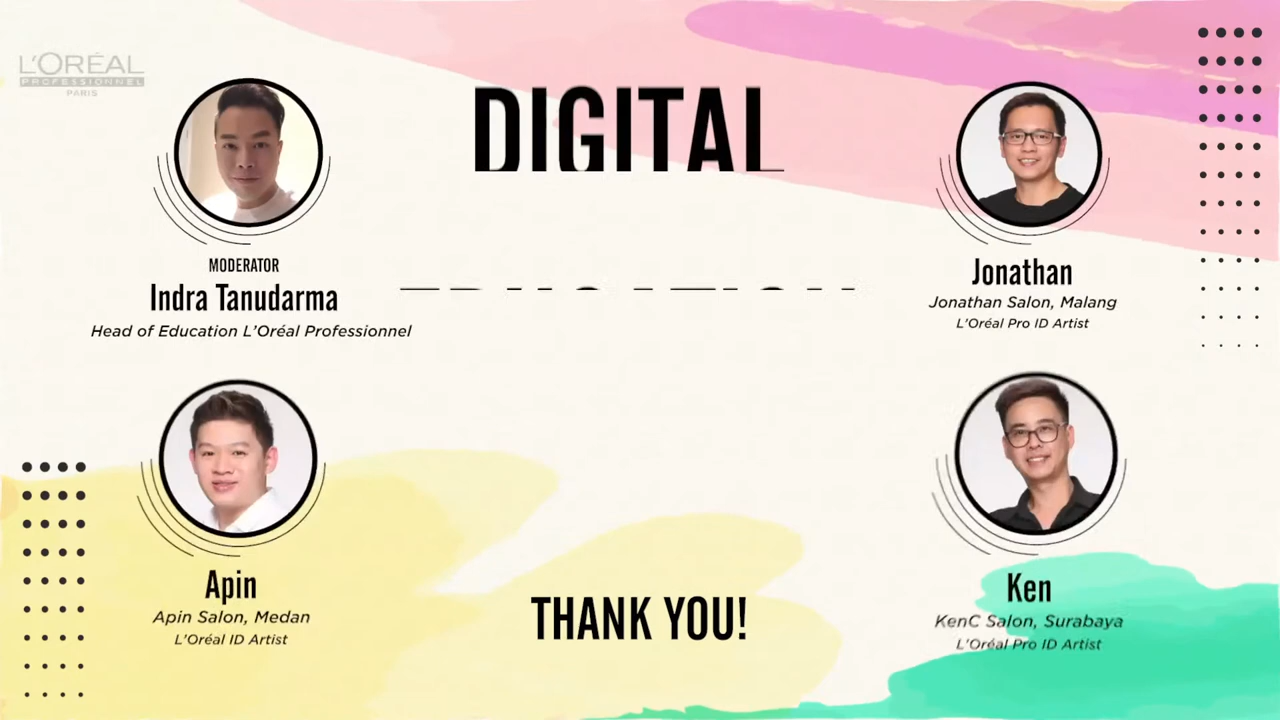 L'ORÉAL
PROFESSIONNEL
PARIS
DIGITAL
MODERATOR
Indra Tanudarma
Head of Education L'Oréal Professionnel
Jonathan
Jonathan Salon, Malang
L'Oréal Pro ID Artist
Apin
Apin Salon, Medan
L'Oréal ID Artist
THANK YOU!
Ken
KenC Salon, Surabaya
L'Oréal Pro ID Artist